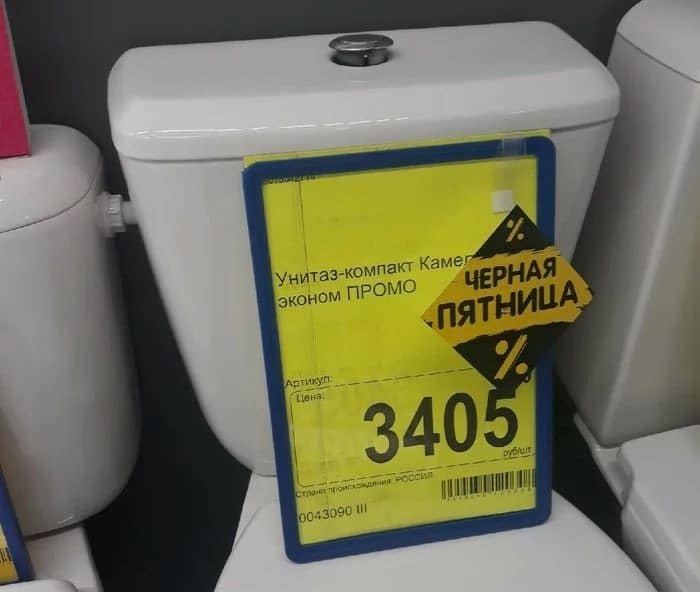 Унитаз-компакт
эконом ПРОМО
%
ЧЕРНАЯ
ПЯТНИЦА
%
Артикул:
Цена:
3405
руб/шт
Страна происхождения: РОССИЯ
0043090 III